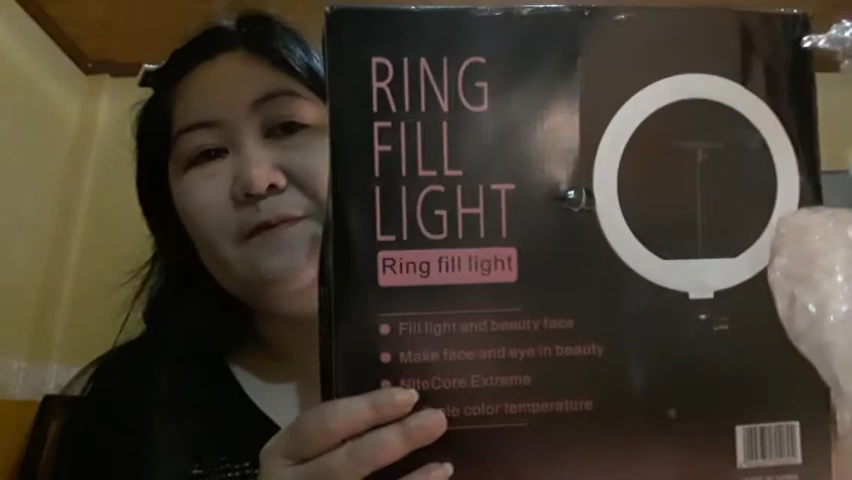 RING
FILL
LIGHT
Ring fill light
Fill light and beauty face
Make face and eye in beauty
NiteCore Extreme
color temperature